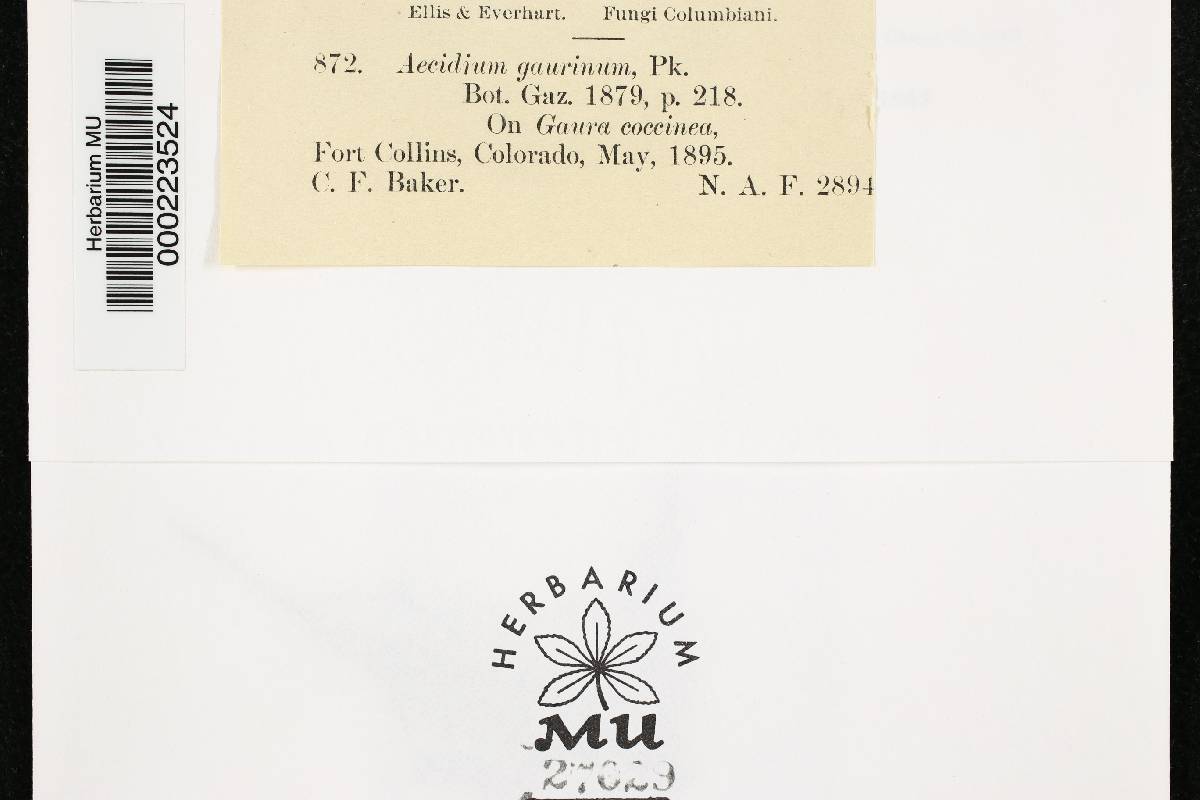 Ellis & Everhart. Fungi Columbiani.
872. Aecidium gaurinum, Pk.
Bot. Gaz. 1879, p. 218.
On Gaura coccinea,
Fort Collins, Colorado, May, 1895.
C. F. Baker. N. A. F. 2894
Herbarium MU
000223524
HERBARIUM
MU
27029